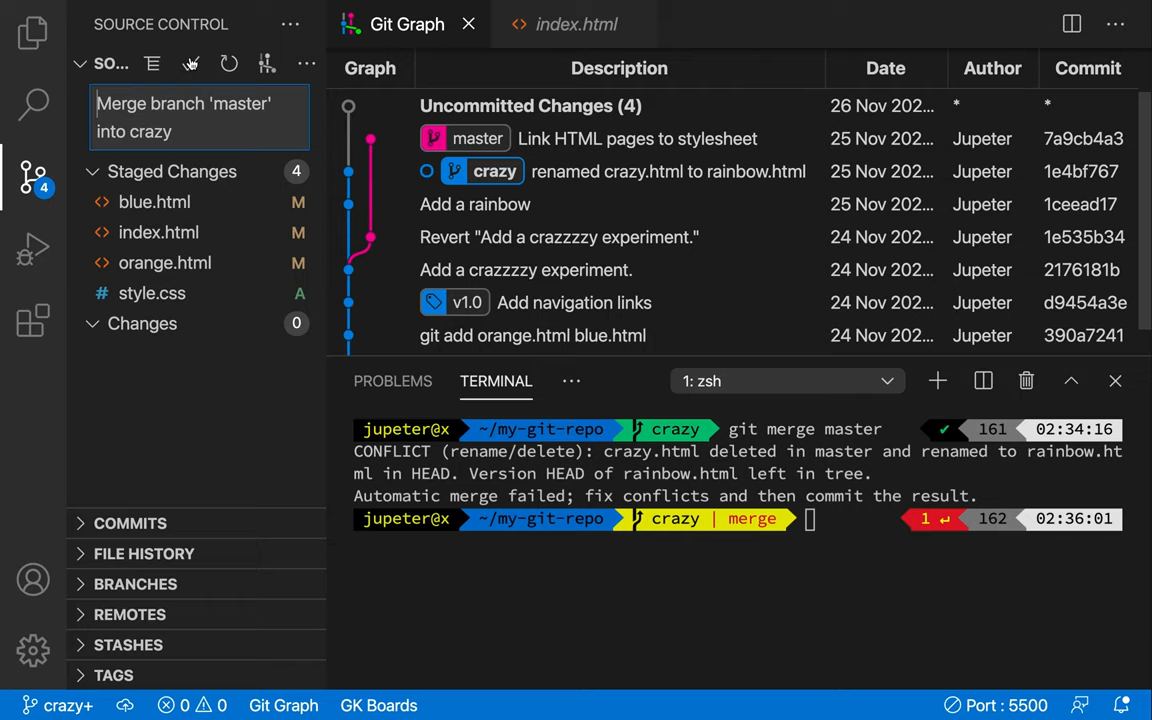 SOURCE CONTROL
SO...
Merge branch 'master'
into crazy
Staged Changes 4
blue.html M
index.html M
orange.html M
style.css A
Changes 0
COMMITS
FILE HISTORY
BRANCHES
REMOTES
STASHES
TAGS
4
Git Graph
index.html
Graph Description Date Author Commit
Uncommitted Changes (4) 26 Nov 202... * *
master Link HTML pages to stylesheet 25 Nov 202... Jupeter 7a9cb4a3
crazy renamed crazy.html to rainbow.html 25 Nov 202... Jupeter 1e4bf767
Add a rainbow 25 Nov 202... Jupeter 1ceead17
Revert "Add a crazzzzy experiment." 24 Nov 202... Jupeter 1e535b34
Add a crazzzzy experiment. 24 Nov 202... Jupeter 2176181b
v1.0 Add navigation links 24 Nov 202... Jupeter d9454a3e
git add orange.html blue.html 24 Nov 202... Jupeter 390a7241
PROBLEMS TERMINAL ... 1: zsh
jupeter@x ~/my-git-repo crazy git merge master ✔ 161 02:34:16
CONFLICT (rename/delete): crazy.html deleted in master and renamed to rainbow.ht
ml in HEAD. Version HEAD of rainbow.html left in tree.
Automatic merge failed; fix conflicts and then commit the result.
jupeter@x ~/my-git-repo crazy | merge 1 ↵ 162 02:36:01
crazy+ 0 0 Git Graph GK Boards Port : 5500